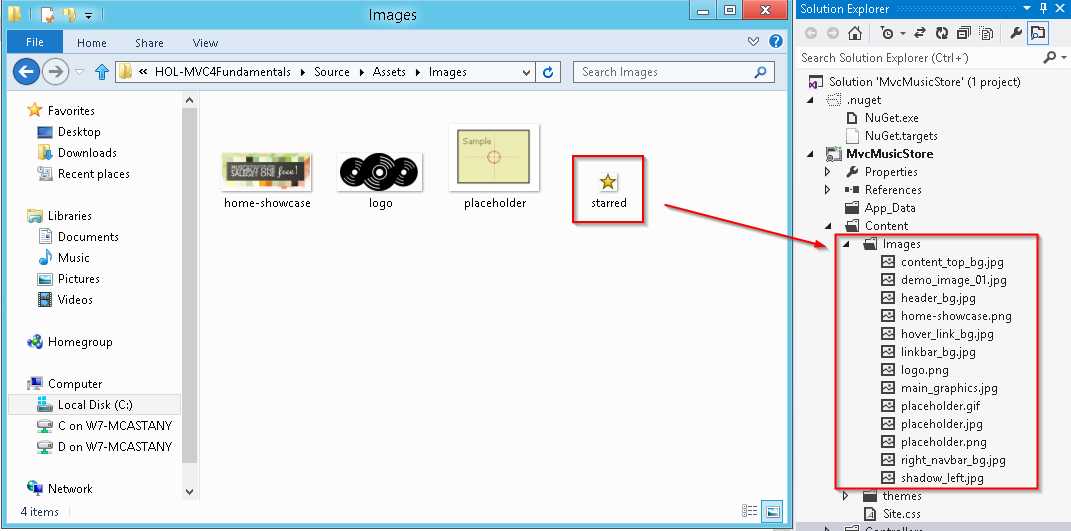 Images
File Home Share View
« HOL-MVC4Fundamentals Source Assets Images
Search Images
Favorites
Desktop
Downloads
Recent places
Libraries
Documents
Music
Pictures
Videos
Homegroup
Computer
Local Disk (C:)
C on W7-MCASTANY
D on W7-MCASTANY
Network
4 items
Sample
home-showcase
logo
placeholder
starred
Solution Explorer
Search Solution Explorer (Ctrl+')
Solution 'MvcMusicStore' (1 project)
.nuget
NuGet.exe
NuGet.targets
MvcMusicStore
Properties
References
App_Data
Content
Images
content_top_bg.jpg
demo_image_01.jpg
header_bg.jpg
home-showcase.png
hover_link_bg.jpg
linkbar_bg.jpg
logo.png
main_graphics.jpg
placeholder.gif
placeholder.jpg
placeholder.png
right_navbar_bg.jpg
shadow_left.jpg
themes
Site.css
Controllers